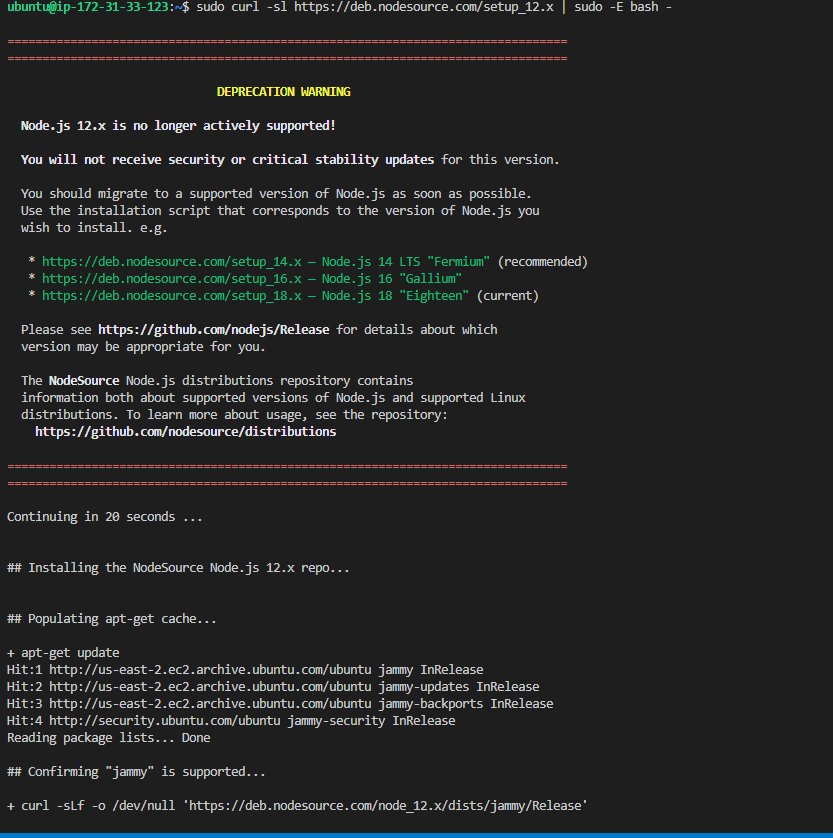 ubuntu@ip-172-31-33-123:~$ sudo curl -sl https://deb.nodesource.com/setup_12.x | sudo -E bash -
================================================================================
================================================================================
DEPRECATION WARNING
Node.js 12.x is no longer actively supported!
You will not receive security or critical stability updates for this version.
You should migrate to a supported version of Node.js as soon as possible.
Use the installation script that corresponds to the version of Node.js you
wish to install. e.g.
* https://deb.nodesource.com/setup_14.x — Node.js 14 LTS "Fermium" (recommended)
* https://deb.nodesource.com/setup_16.x — Node.js 16 "Gallium"
* https://deb.nodesource.com/setup_18.x — Node.js 18 "Eighteen" (current)
Please see https://github.com/nodejs/Release for details about which
version may be appropriate for you.
The NodeSource Node.js distributions repository contains
information both about supported versions of Node.js and supported Linux
distributions. To learn more about usage, see the repository:
https://github.com/nodesource/distributions
================================================================================
================================================================================
Continuing in 20 seconds ...
## Installing the NodeSource Node.js 12.x repo...
## Populating apt-get cache...
+ apt-get update
Hit:1 http://us-east-2.ec2.archive.ubuntu.com/ubuntu jammy InRelease
Hit:2 http://us-east-2.ec2.archive.ubuntu.com/ubuntu jammy-updates InRelease
Hit:3 http://us-east-2.ec2.archive.ubuntu.com/ubuntu jammy-backports InRelease
Hit:4 http://security.ubuntu.com/ubuntu jammy-security InRelease
Reading package lists... Done
## Confirming "jammy" is supported...
+ curl -sLf -o /dev/null 'https://deb.nodesource.com/node_12.x/dists/jammy/Release'